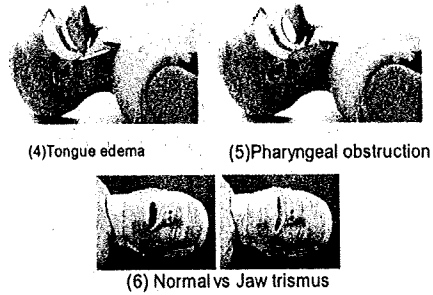 (4)Tongue edema
(5)Pharyngeal obstruction
(6) Normal vs Jaw trismus